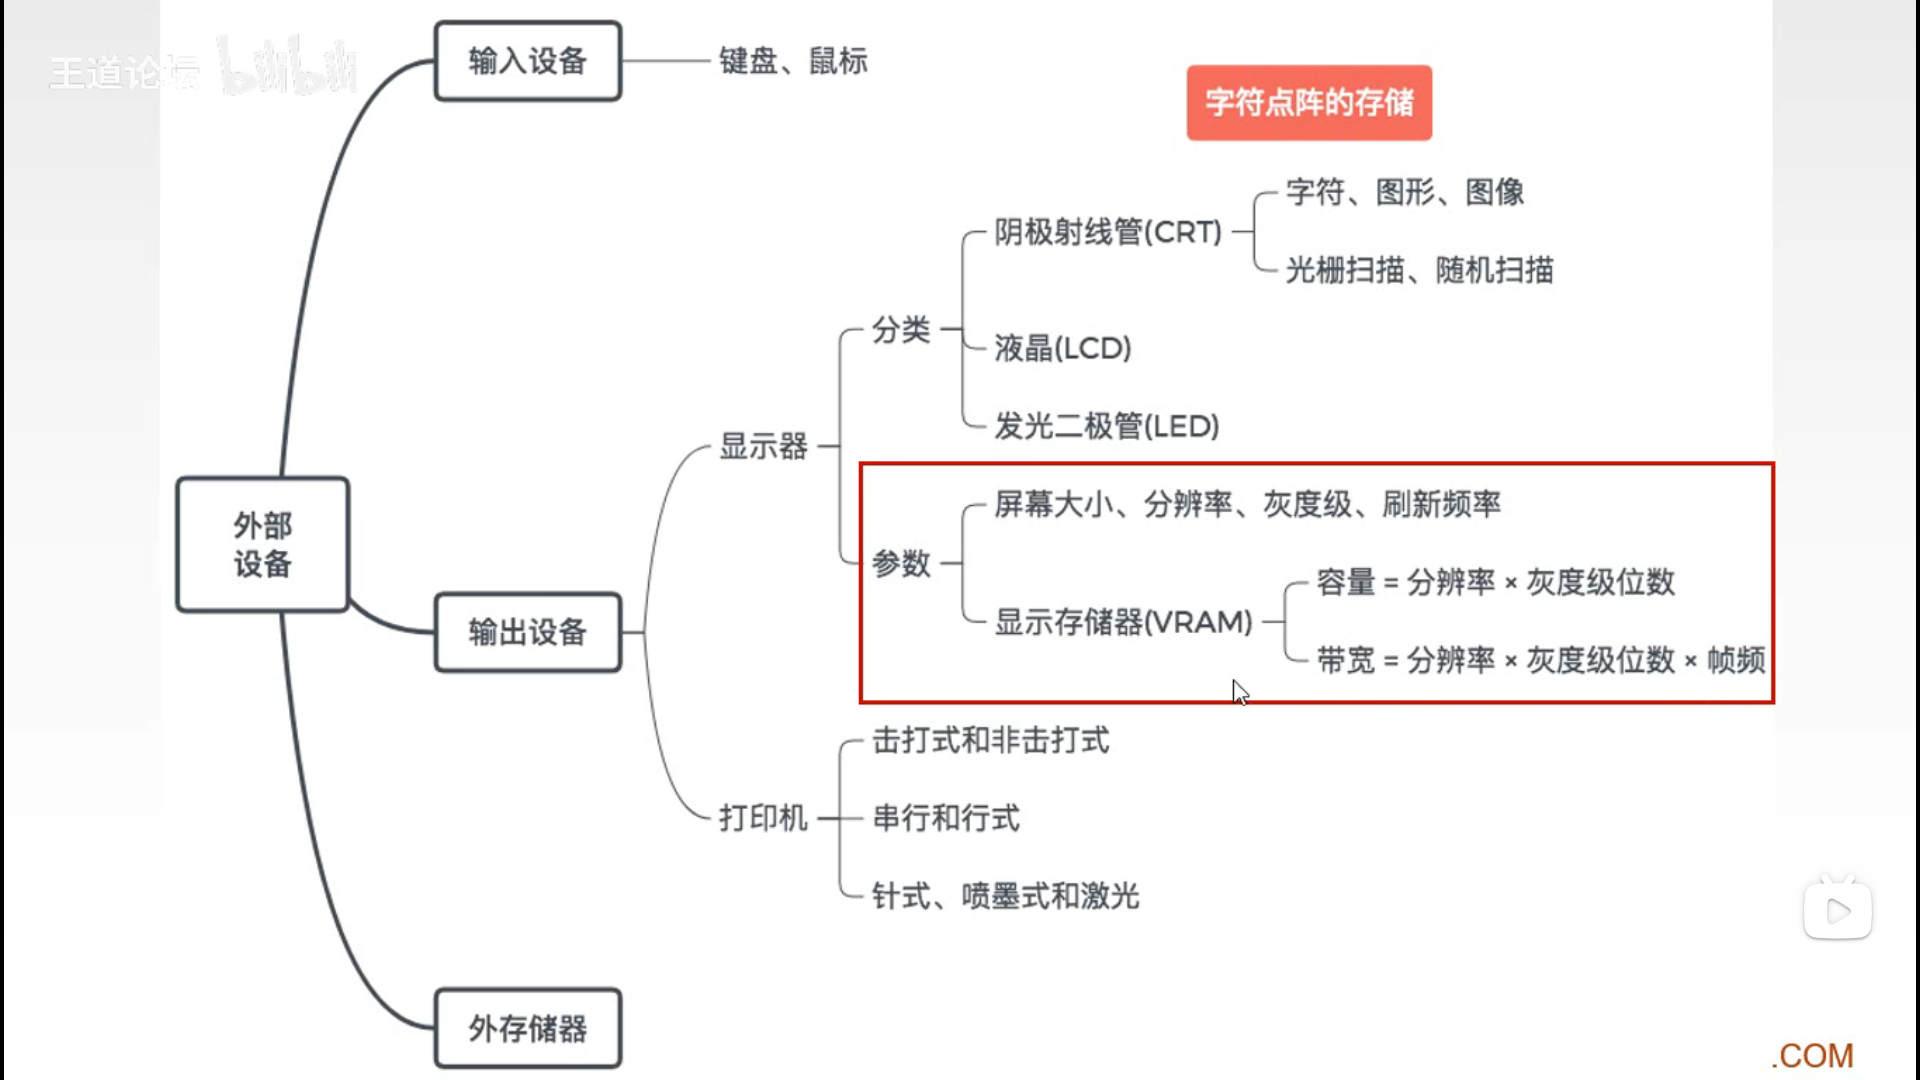 王道论坛 bilibili
输入设备
键盘、鼠标
字符点阵的存储
字符、图形、图像
阴极射线管(CRT)
光栅扫描、随机扫描
分类
液晶(LCD)
发光二极管(LED)
显示器
屏幕大小、分辨率、灰度级、刷新频率
外部
设备
参数
容量 = 分辨率 × 灰度级位数
显示存储器(VRAM)
输出设备
带宽 = 分辨率 × 灰度级位数 × 帧频
击打式和非击打式
打印机
串行和行式
针式、喷墨式和激光
外存储器
.COM